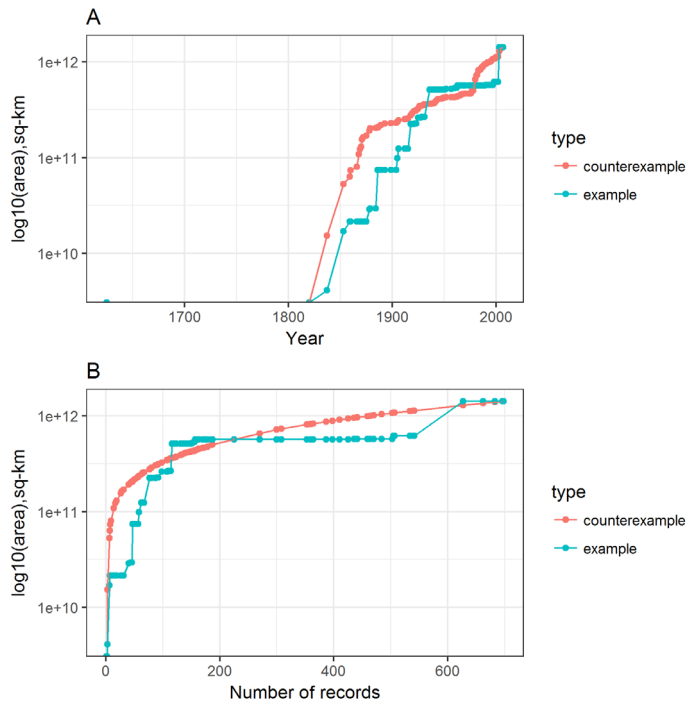 A
log10(area),sq-km
1e+12
1e+11
1e+10
1700
1800
1900
2000
Year
type
counterexample
example
B
log10(area),sq-km
1e+12
1e+11
1e+10
0
200
400
600
Number of records
type
counterexample
example